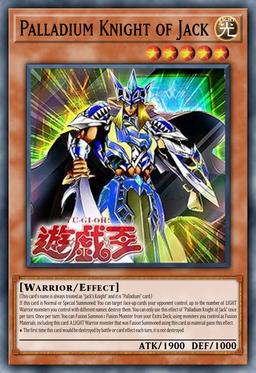 PALLADIUM KNIGHT OF JACK
LIGHT
光
YU-GI-OH!
遊戯王
[WARRIOR/EFFECT]
(This card's name is always treated as "Jack's Knight" and it is "Palladium" card.)
If this card is Normal or Special Summoned: You can target face-up cards your opponent control, up to the number of LIGHT
Warrior monsters you control with different names; destroy them. You can only use this effect of "Palladium Knight of Jack" once
per turn. Once per turn: You can Fusion Summon 1 Fusion Monster from your Extra Deck, using monsters you control as Fusion
Materials, including this card. A LIGHT Warrior monster that was Fusion Summoned using this card as material gains this effect.
● The first time this card would be destroyed by battle or card effect each turn, it is not destroyed.
ATK/1900 DEF/1000